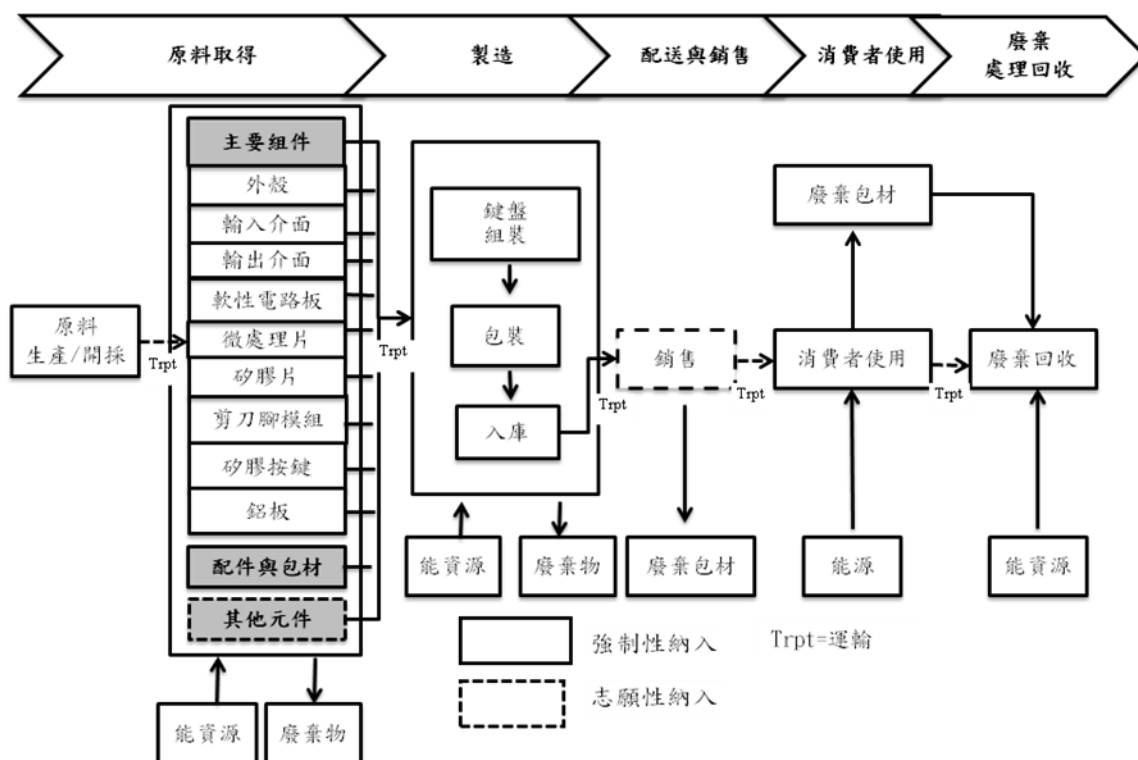 原料取得
製造
配送與銷售
消費者使用
廢棄
處理回收
原料
生產/開採
Trpt
主要組件
外殼
輸入介面
輸出介面
軟性電路板
微處理片
矽膠片
剪刀腳模組
矽膠按鍵
鋁板
配件與包材
其他元件
能資源
廢棄物
Trpt
鍵盤
組裝
包裝
入庫
能資源
廢棄物
Trpt
銷售
廢棄包材
Trpt
廢棄包材
消費者使用
能源
Trpt
廢棄回收
能資源
強制性納入
志願性納入
Trpt=運輸